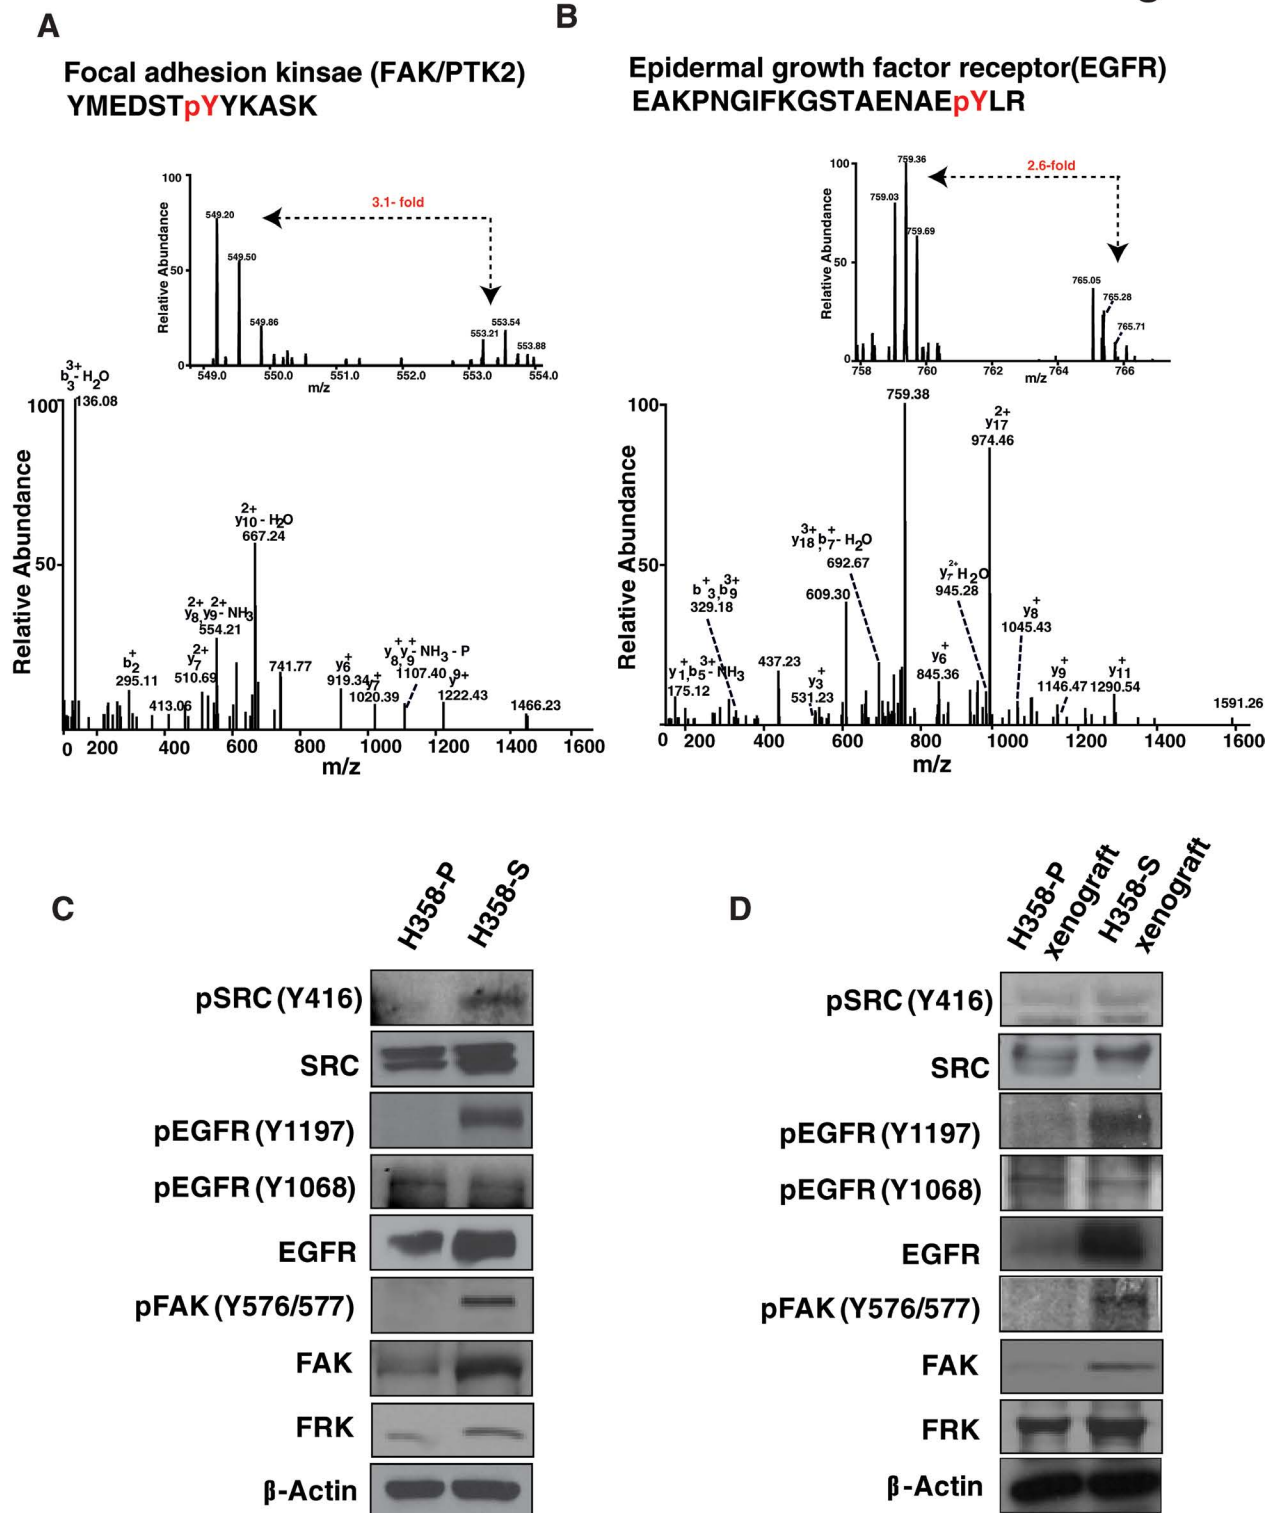 A
Focal adhesion kinsae (FAK/PTK2)
YMEDSTpYYKASK
100
50
0
Relative Abundance
549.20
549.50
549.86
3.1- fold
553.21
553.54
553.88
549.0 550.0 551.0 552.0 553.0 554.0
m/z
b3 3+ - H2O
136.08
100
50
Relative Abundance
b2 +
295.11
413.06
y7 2+
510.69
y8 2+, y9 2+ - NH3
554.21
y10 2+ - H2O
667.24
741.77
y6 +
919.34
y7 +
1020.39
y8 +, y9 + - NH3 - P
1107.40
y9+
1222.43
1466.23
0 200 400 600 800 1000 1200 1400 1600
m/z
B
Epidermal growth factor receptor(EGFR)
EAKPNGIFKGSTAENAEpYLR
100
50
0
Relative Abundance
759.03
759.36
759.69
2.6-fold
765.05
765.28
765.71
758 760 762 764 766
m/z
100
50
0
Relative Abundance
y1 +, b5 3+ - NH3
175.12
b3 +, b9 3+
329.18
437.23
y3 +
531.23
609.30
y18 3+, b7 + - H2O
692.67
759.38
y6 +
845.36
y7 2+ H2O
945.28
y17 2+
974.46
y8 +
1045.43
y9 +
1146.47
y11 +
1290.54
1591.26
0 200 400 600 800 1000 1200 1400 1600
m/z
C
H358-P
H358-S
pSRC (Y416)
SRC
pEGFR (Y1197)
pEGFR (Y1068)
EGFR
pFAK (Y576/577)
FAK
FRK
β-Actin
D
H358-P
xenograft
H358-S
xenograft
pSRC (Y416)
SRC
pEGFR (Y1197)
pEGFR (Y1068)
EGFR
pFAK (Y576/577)
FAK
FRK
β-Actin